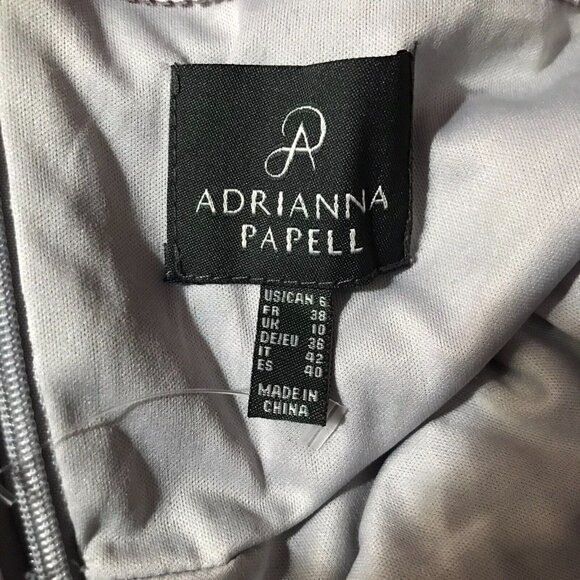 ADRIANNA
PAPELL
US/CAN 6
FR 38
UK 10
DE/EU 36
IT 42
ES 40
MADE IN
CHINA